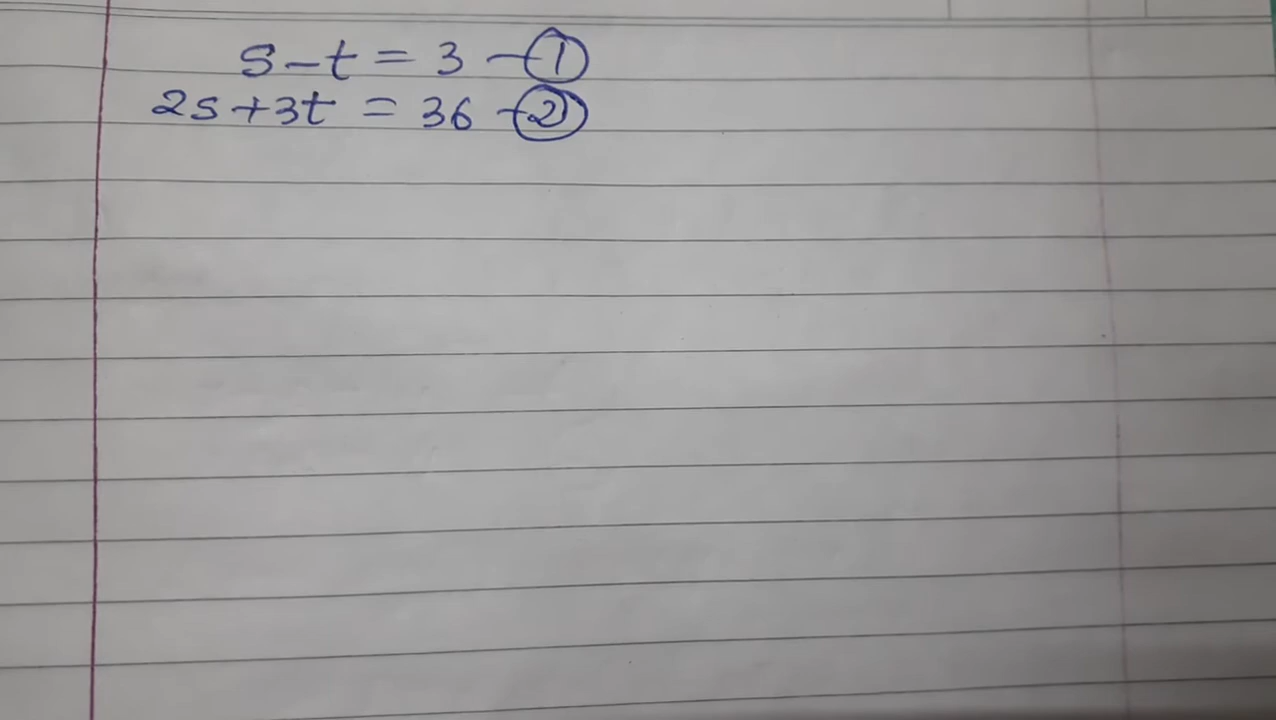 s - t = 3 - ①
2s + 3t = 36 - ②